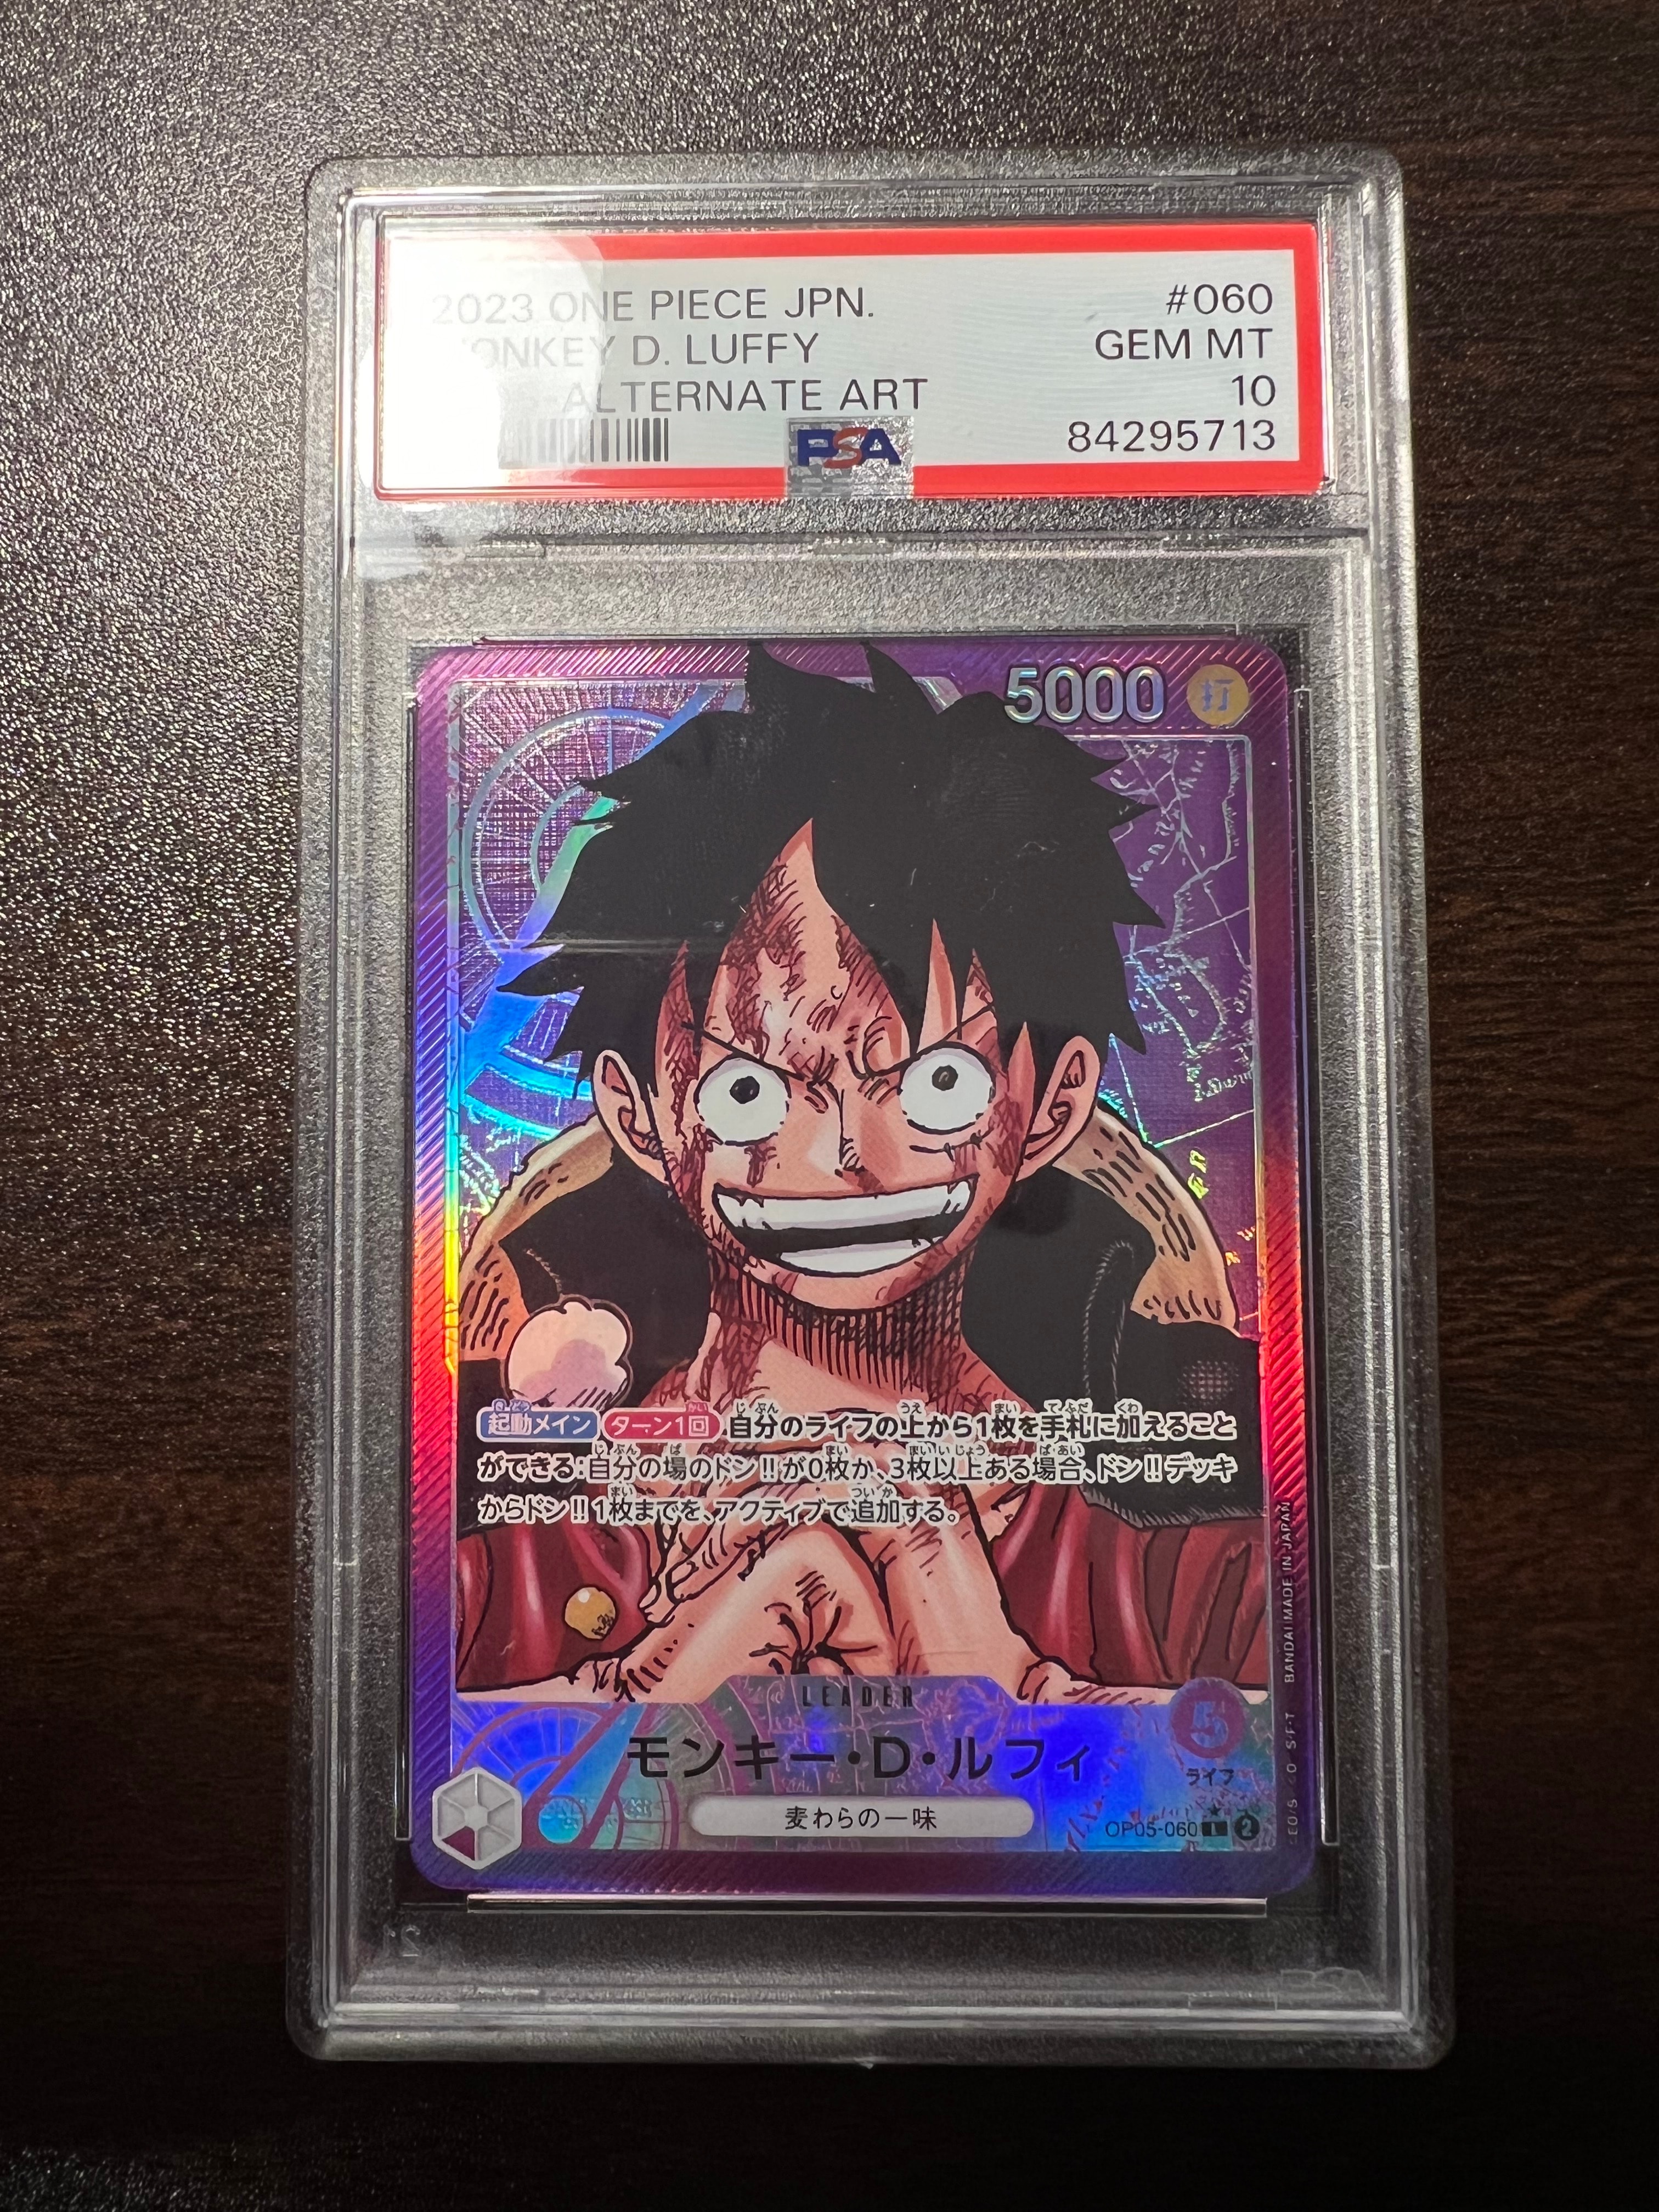 2023 ONE PIECE JPN. #060
MONKEY D. LUFFY GEM MT
ALTERNATE ART 10
PSA 84295713
5000 打
起動メイン ターン1回 自分のライフの上から1枚を手札に加えること
ができる:自分の場のドン!!が0枚か、3枚以上ある場合、ドン!!デッキ
からドン!!1枚までを、アクティブで追加する。
LEADER
モンキー・D・ルフィ
5
ライフ
麦わらの一味
OP05-060 L 2
BANDAI MADE IN JAPAN
PSA